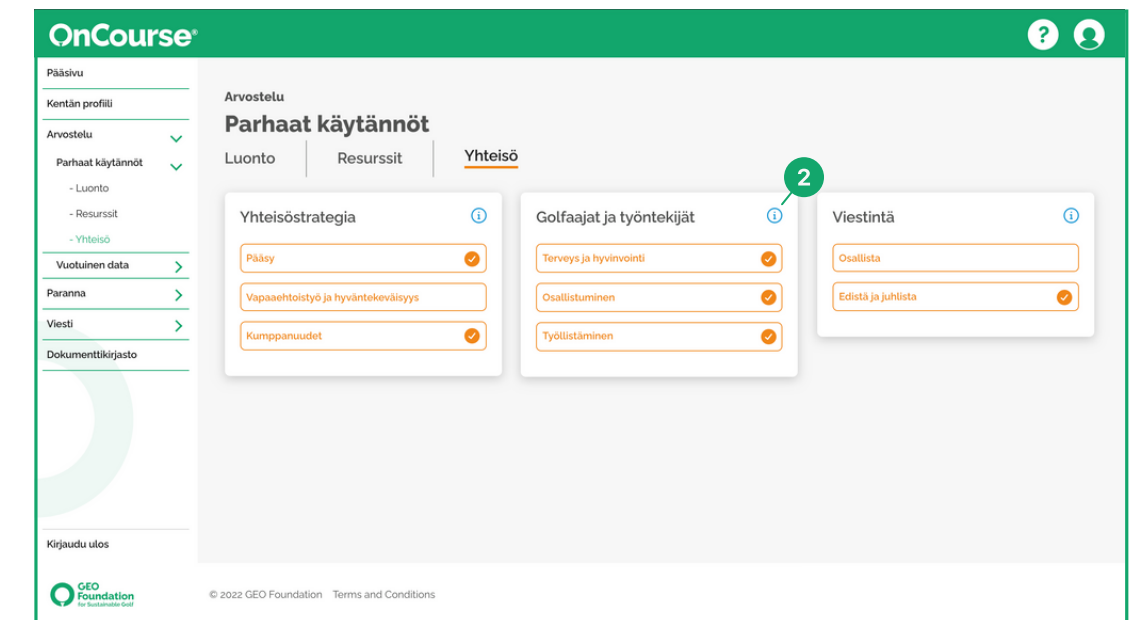 OnCourse®
?
Pääsivu
Kentän profiili
Arvostelu
Parhaat käytännöt
- Luonto
- Resurssit
- Yhteisö
Vuotuinen data
Paranna
Viesti
Dokumenttikirjasto
Kirjaudu ulos
GEO
Foundation
for Sustainable Golf
Arvostelu
Parhaat käytännöt
Luonto
Resurssit
Yhteisö
2
Yhteisöstrategia
i
Pääsy
Vapaaehtoistyö ja hyväntekeväisyys
Kumppanuudet
Golfaajat ja työntekijät
i
Terveys ja hyvinvointi
Osallistuminen
Työllistäminen
Viestintä
i
Osallista
Edistä ja juhlista
© 2022 GEO Foundation Terms and Conditions